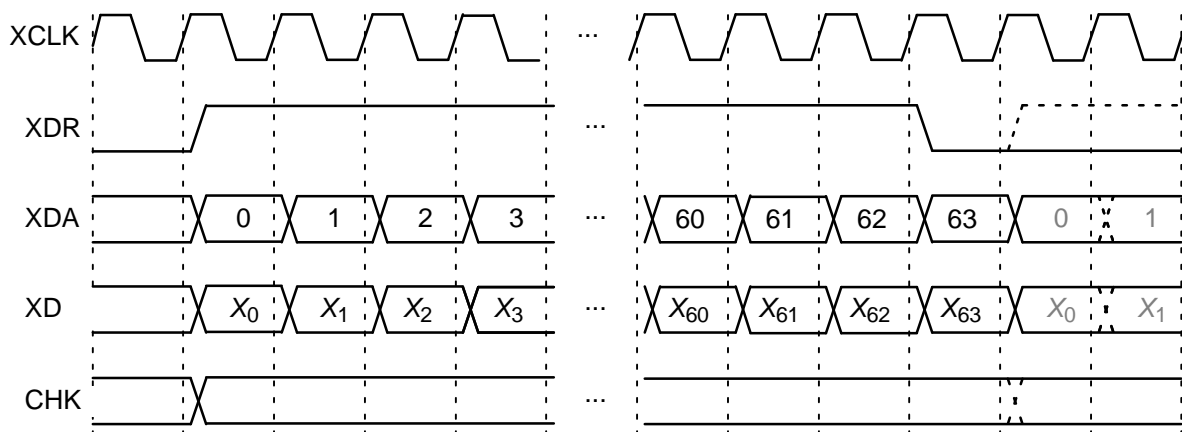 XCLK ...
XDR ...
XDA 0 1 2 3 ... 60 61 62 63 0 1
XD X0 X1 X2 X3 ... X60 X61 X62 X63 X0 X1
CHK ...